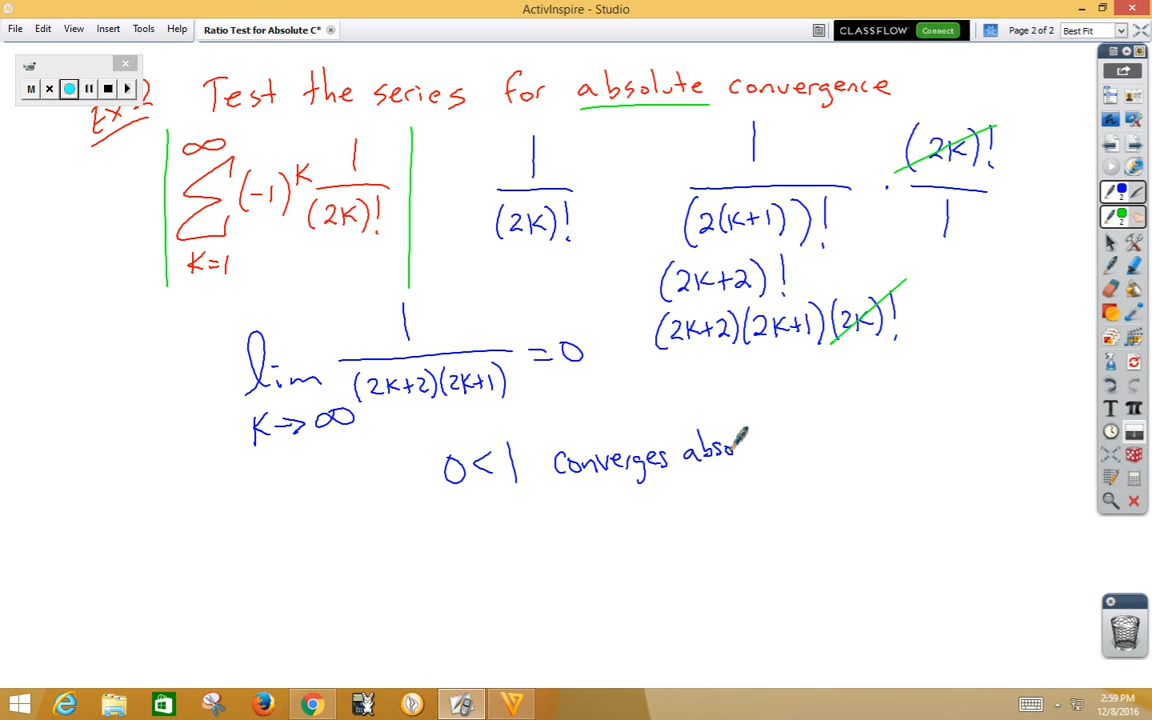 ActivInspire - Studio
File Edit View Insert Tools Help
Ratio Test for Absolute C*
CLASSFLOW Connect
Page 2 of 2
Best Fit
M
Ex. 2 Test the series for absolute convergence
|∑_{K=1}^{∞} (-1)^K 1/(2K)!|
1/(2K)!
1/(2(K+1))! · (2K)!/1
(2K+2)!
(2K+2)(2K+1)(2K)!
lim_{K→∞} 1/((2K+2)(2K+1)) = 0
0 < 1 converges abso
2:59 PM
12/8/2016